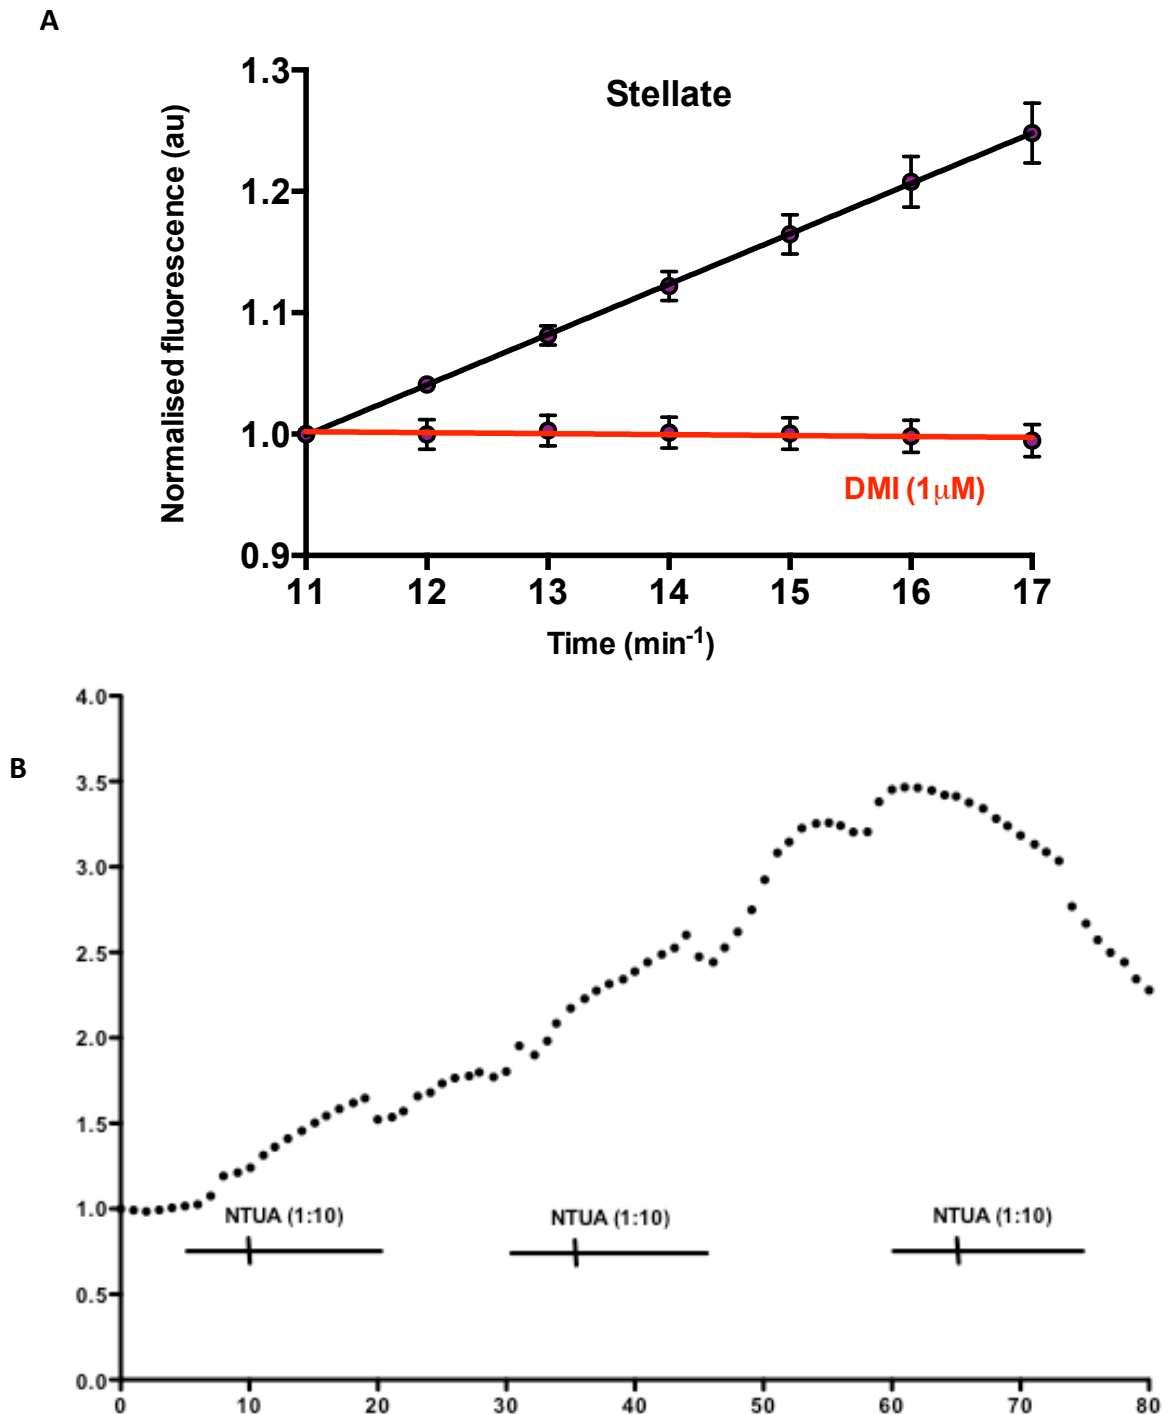 A
Stellate
Normalised fluorescence (au)
1.3
1.2
1.1
1.0
0.9
DMI (1μM)
11 12 13 14 15 16 17
Time (min-1)
B
4.0
3.5
3.0
2.5
2.0
1.5
1.0
NTUA (1:10) NTUA (1:10) NTUA (1:10)
0.5
0.0
0 10 20 30 40 50 60 70 80